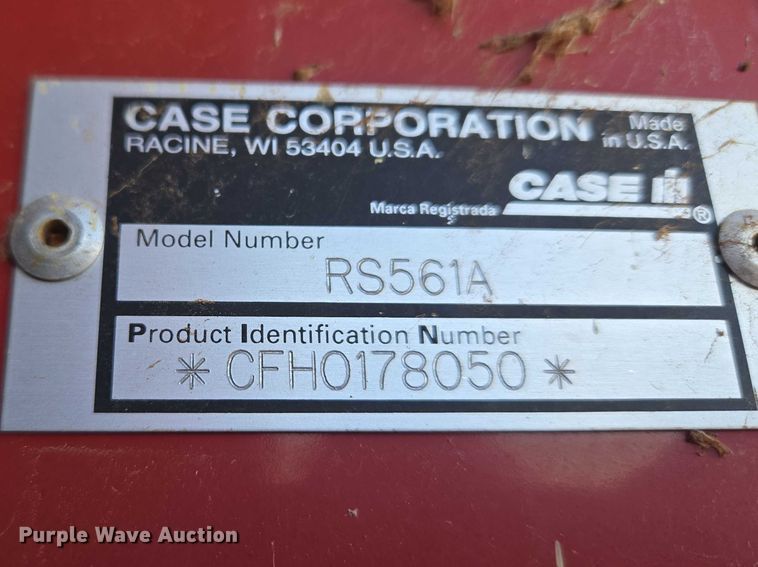 CASE CORPORATION
RACINE, WI 53404 U.S.A.
Made
in U.S.A.
CASE IH
Marca Registrada ®
Model Number
RS561A
Product Identification Number
* CFH0178050 *
Purple Wave Auction